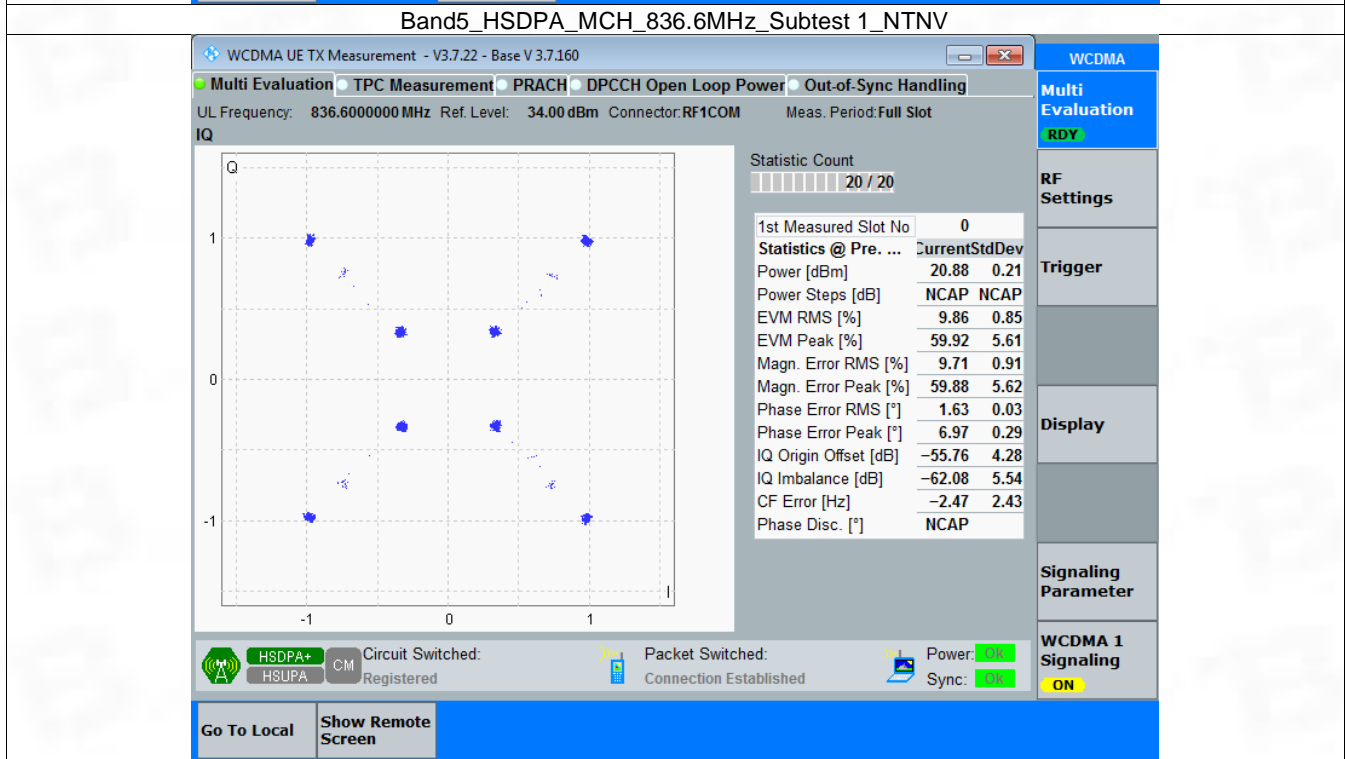 Band5_HSDPA_MCH_836.6MHz_Subtest 1_NTNV
WCDMA UE TX Measurement - V3.7.22 - Base V 3.7.160
WCDMA
Multi Evaluation TPC Measurement PRACH DPCCH Open Loop Power Out-of-Sync Handling
Multi
Evaluation
RDY
UL Frequency: 836.6000000 MHz Ref. Level: 34.00 dBm Connector: RF1COM Meas. Period: Full Slot
IQ
Q
1
0
-1
-1 0 1
I
Statistic Count
20 / 20
1st Measured Slot No 0
Statistics @ Pre. ... Current StdDev
Power [dBm] 20.88 0.21
Power Steps [dB] NCAP NCAP
EVM RMS [%] 9.86 0.85
EVM Peak [%] 59.92 5.61
Magn. Error RMS [%] 9.71 0.91
Magn. Error Peak [%] 59.88 5.62
Phase Error RMS [°] 1.63 0.03
Phase Error Peak [°] 6.97 0.29
IQ Origin Offset [dB] −55.76 4.28
IQ Imbalance [dB] −62.08 5.54
CF Error [Hz] −2.47 2.43
Phase Disc. [°] NCAP
RF
Settings
Trigger
Display
Signaling
Parameter
WCDMA 1
Signaling
ON
HSDPA+
HSUPA
CM
Circuit Switched:
Registered
Packet Switched:
Connection Established
Power: Ok
Sync: Ok
Go To Local
Show Remote
Screen